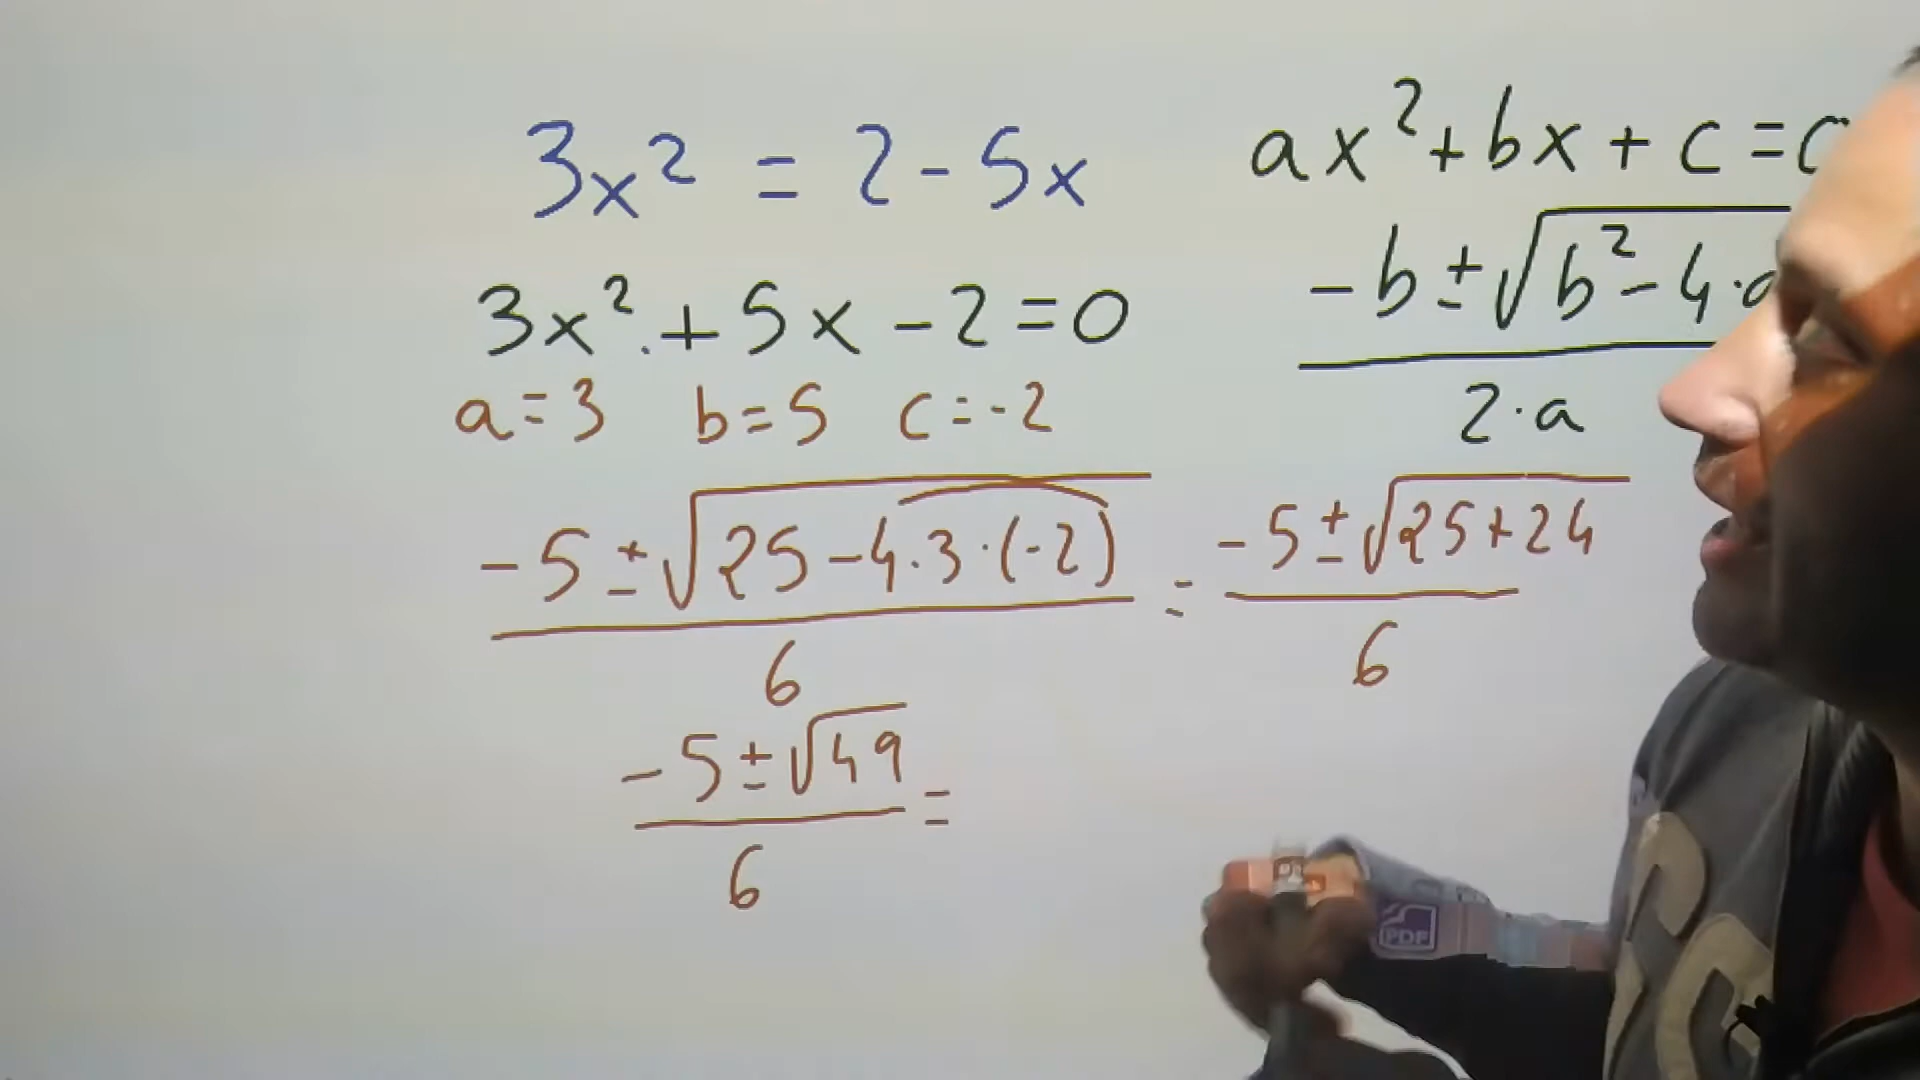 3x² = 2 - 5x
ax² + bx + c =
3x² . + 5x - 2 = 0
-b ± √b² - 4 ·
2 · a
a = 3 b = 5 c = -2
-5 ± √25 - 4 · 3 · (-2)
6
=
-5 ± √25 + 24
6
-5 ± √49
6
=
PDF